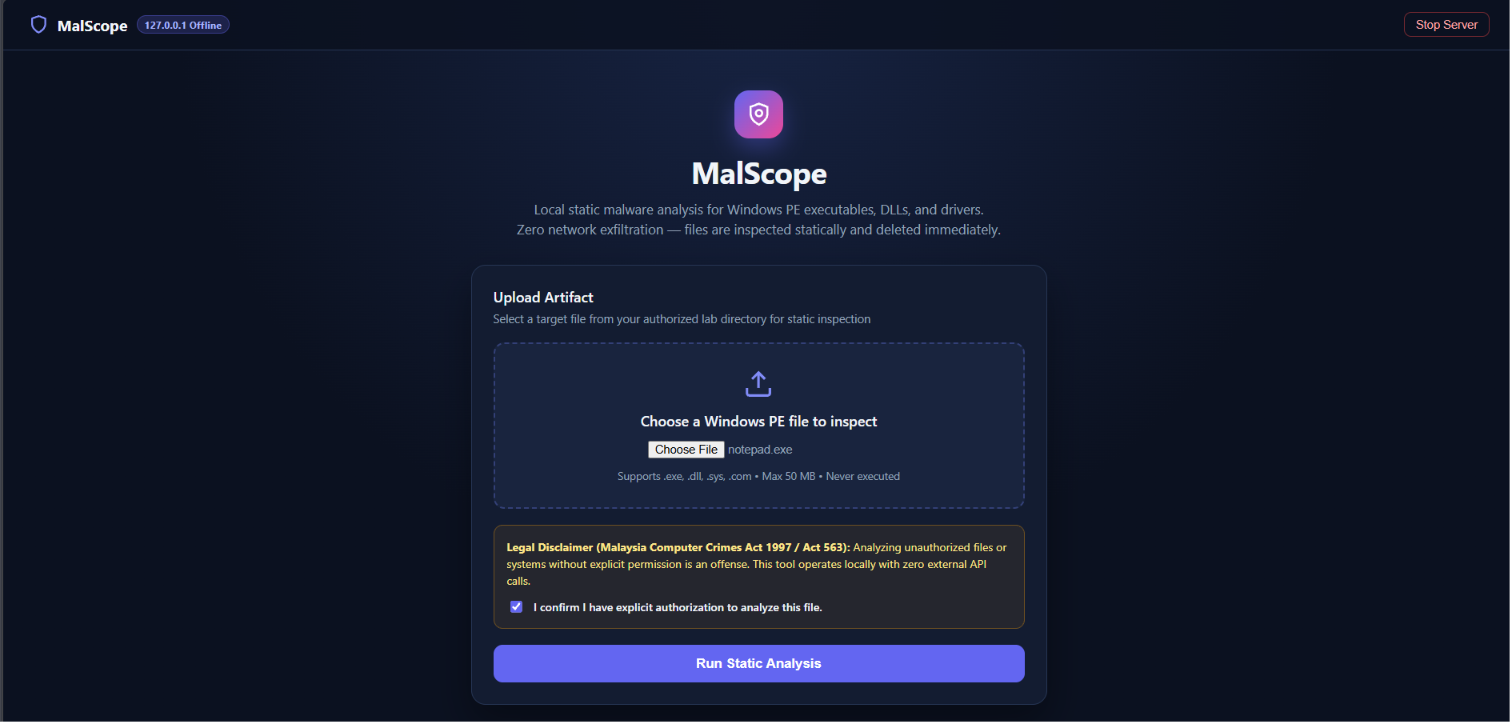 MalScope
127.0.0.1 Offline
Stop Server
MalScope
Local static malware analysis for Windows PE executables, DLLs, and drivers.
Zero network exfiltration — files are inspected statically and deleted immediately.
Upload Artifact
Select a target file from your authorized lab directory for static inspection
Choose a Windows PE file to inspect
Choose File notepad.exe
Supports .exe, .dll, .sys, .com • Max 50 MB • Never executed
Legal Disclaimer (Malaysia Computer Crimes Act 1997 / Act 563): Analyzing unauthorized files or
systems without explicit permission is an offense. This tool operates locally with zero external API
calls.
I confirm I have explicit authorization to analyze this file.
Run Static Analysis